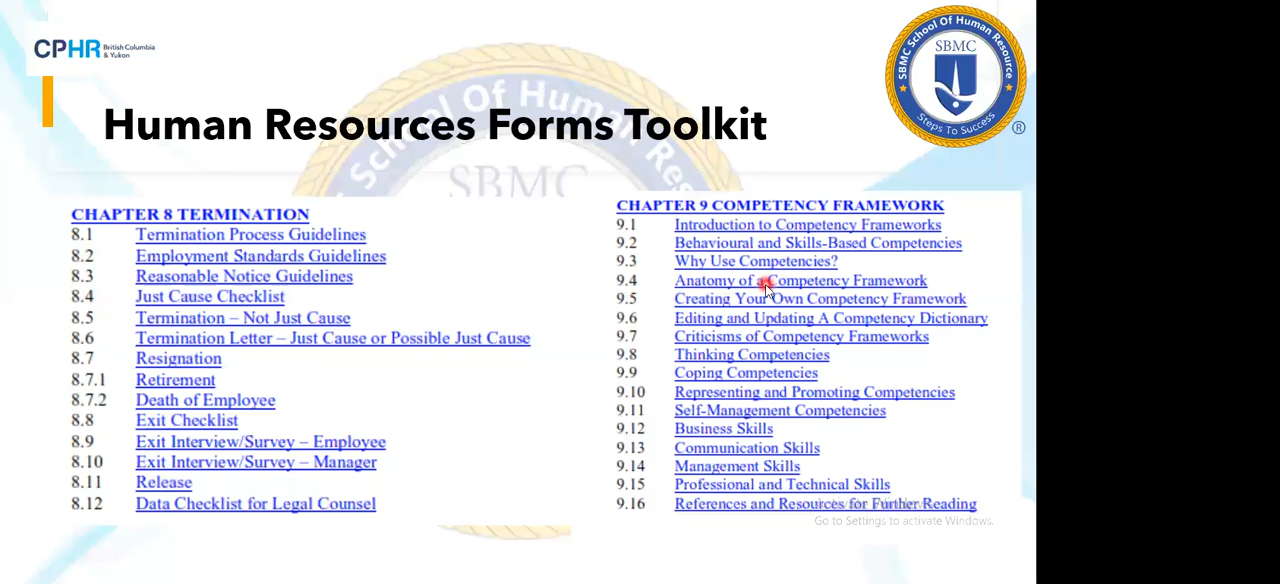 CPHR British Columbia & Yukon
SBMC School Of Human Resource
SBMC
Steps To Success
®
Human Resources Forms Toolkit
School Of Human Resource
SBMC
CHAPTER 8 TERMINATION
8.1 Termination Process Guidelines
8.2 Employment Standards Guidelines
8.3 Reasonable Notice Guidelines
8.4 Just Cause Checklist
8.5 Termination – Not Just Cause
8.6 Termination Letter – Just Cause or Possible Just Cause
8.7 Resignation
8.7.1 Retirement
8.7.2 Death of Employee
8.8 Exit Checklist
8.9 Exit Interview/Survey – Employee
8.10 Exit Interview/Survey – Manager
8.11 Release
8.12 Data Checklist for Legal Counsel
CHAPTER 9 COMPETENCY FRAMEWORK
9.1 Introduction to Competency Frameworks
9.2 Behavioural and Skills-Based Competencies
9.3 Why Use Competencies?
9.4 Anatomy of a Competency Framework
9.5 Creating Your Own Competency Framework
9.6 Editing and Updating A Competency Dictionary
9.7 Criticisms of Competency Frameworks
9.8 Thinking Competencies
9.9 Coping Competencies
9.10 Representing and Promoting Competencies
9.11 Self-Management Competencies
9.12 Business Skills
9.13 Communication Skills
9.14 Management Skills
9.15 Professional and Technical Skills
9.16 References and Resources for Further Reading
Activate Windows
Go to Settings to activate Windows.